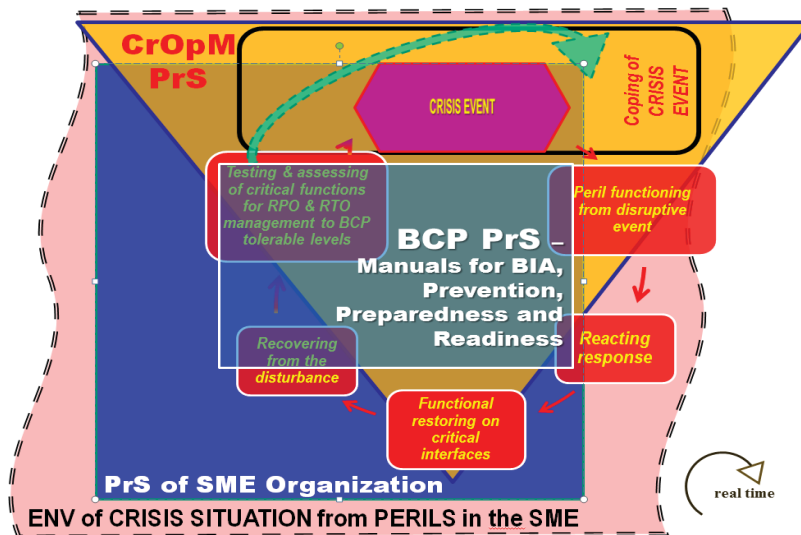 CrOpM
PrS
CRISIS EVENT
Coping of
CRISIS
EVENT
Testing & assessing
of critical functions
for RPO & RTO
management to BCP
tolerable levels
Peril functioning
from disruptive
event
BCP PrS –
Manuals for BIA,
Prevention,
Preparedness and
Readiness
Reacting
response
Recovering
from the
disturbance
Functional
restoring on
critical
interfaces
PrS of SME Organization
real time
ENV of CRISIS SITUATION from PERILS in the SME